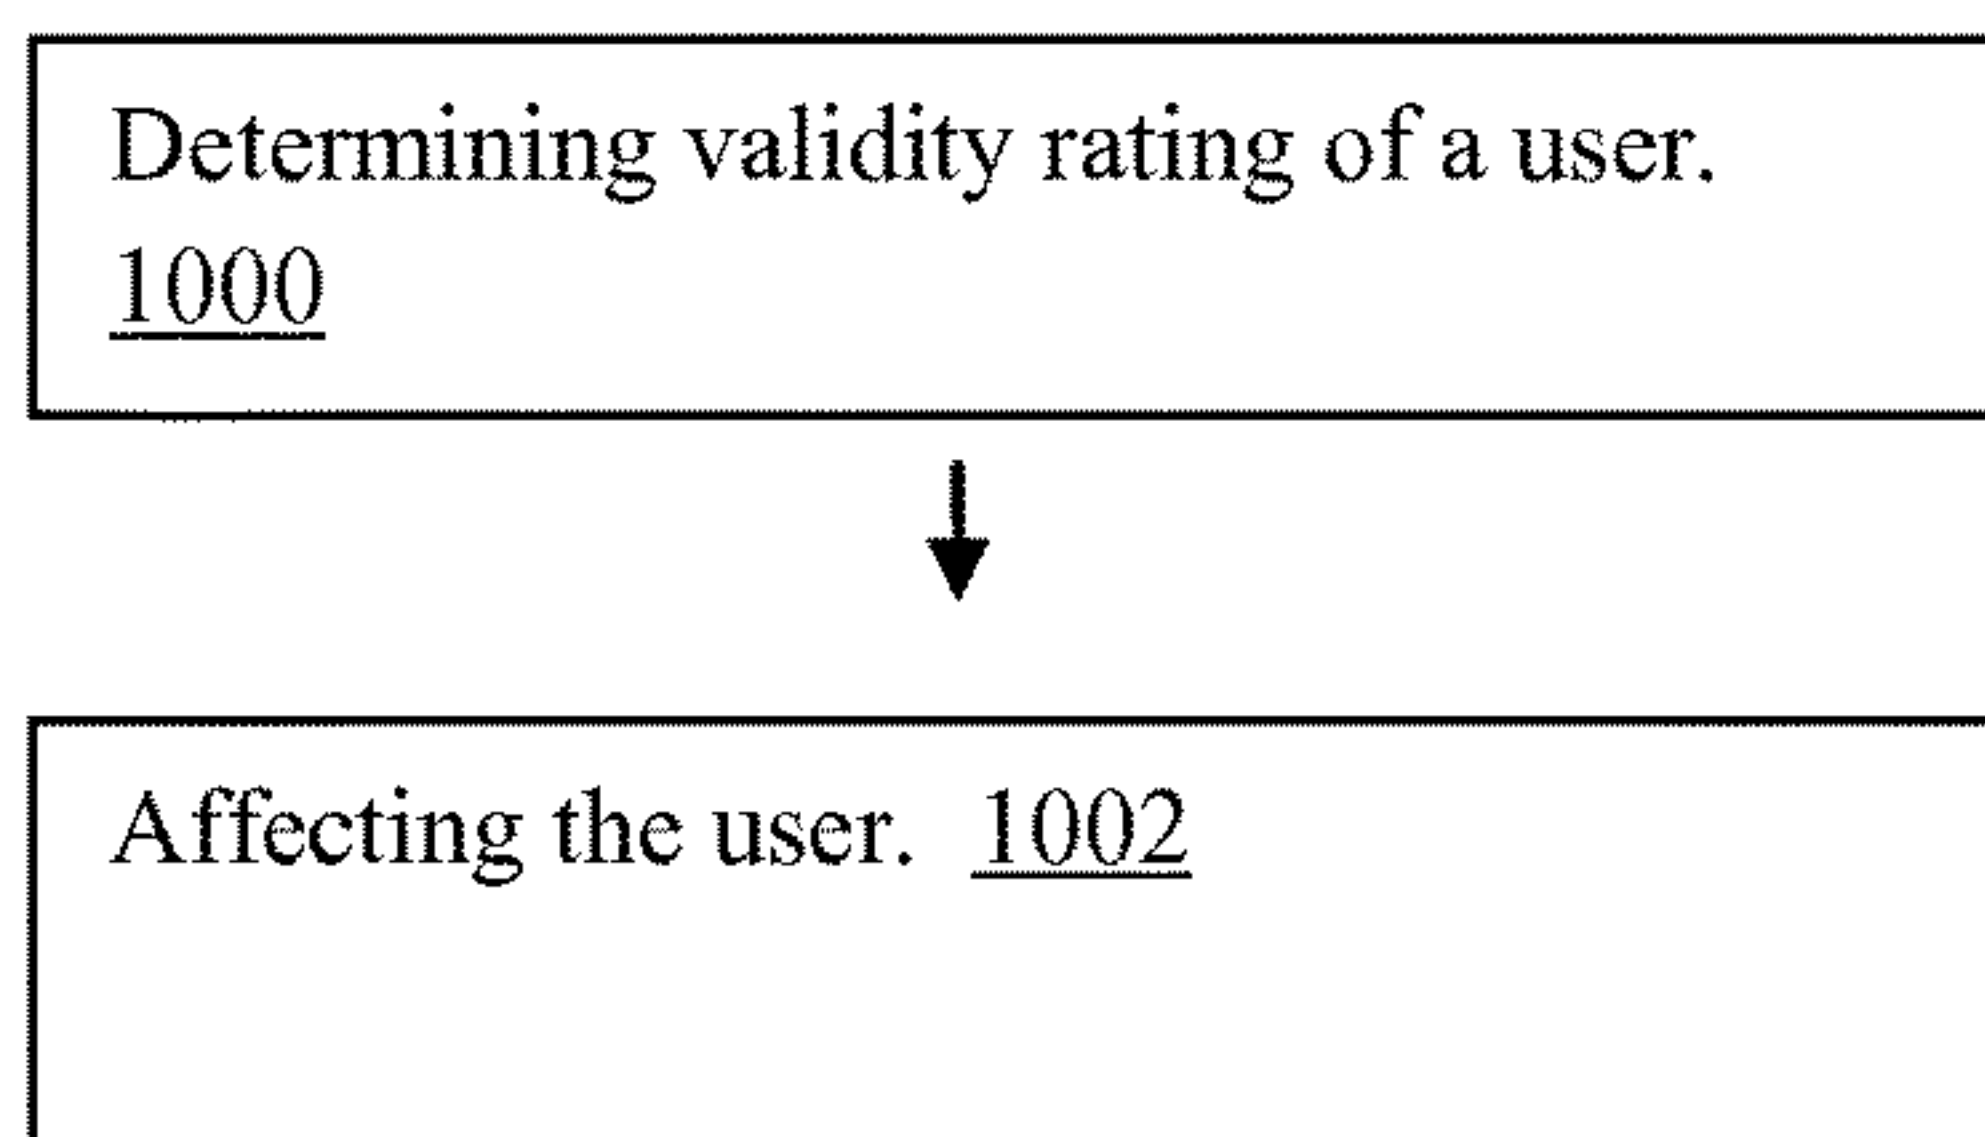 Determining validity rating of a user.
1000
Affecting the user. 1002